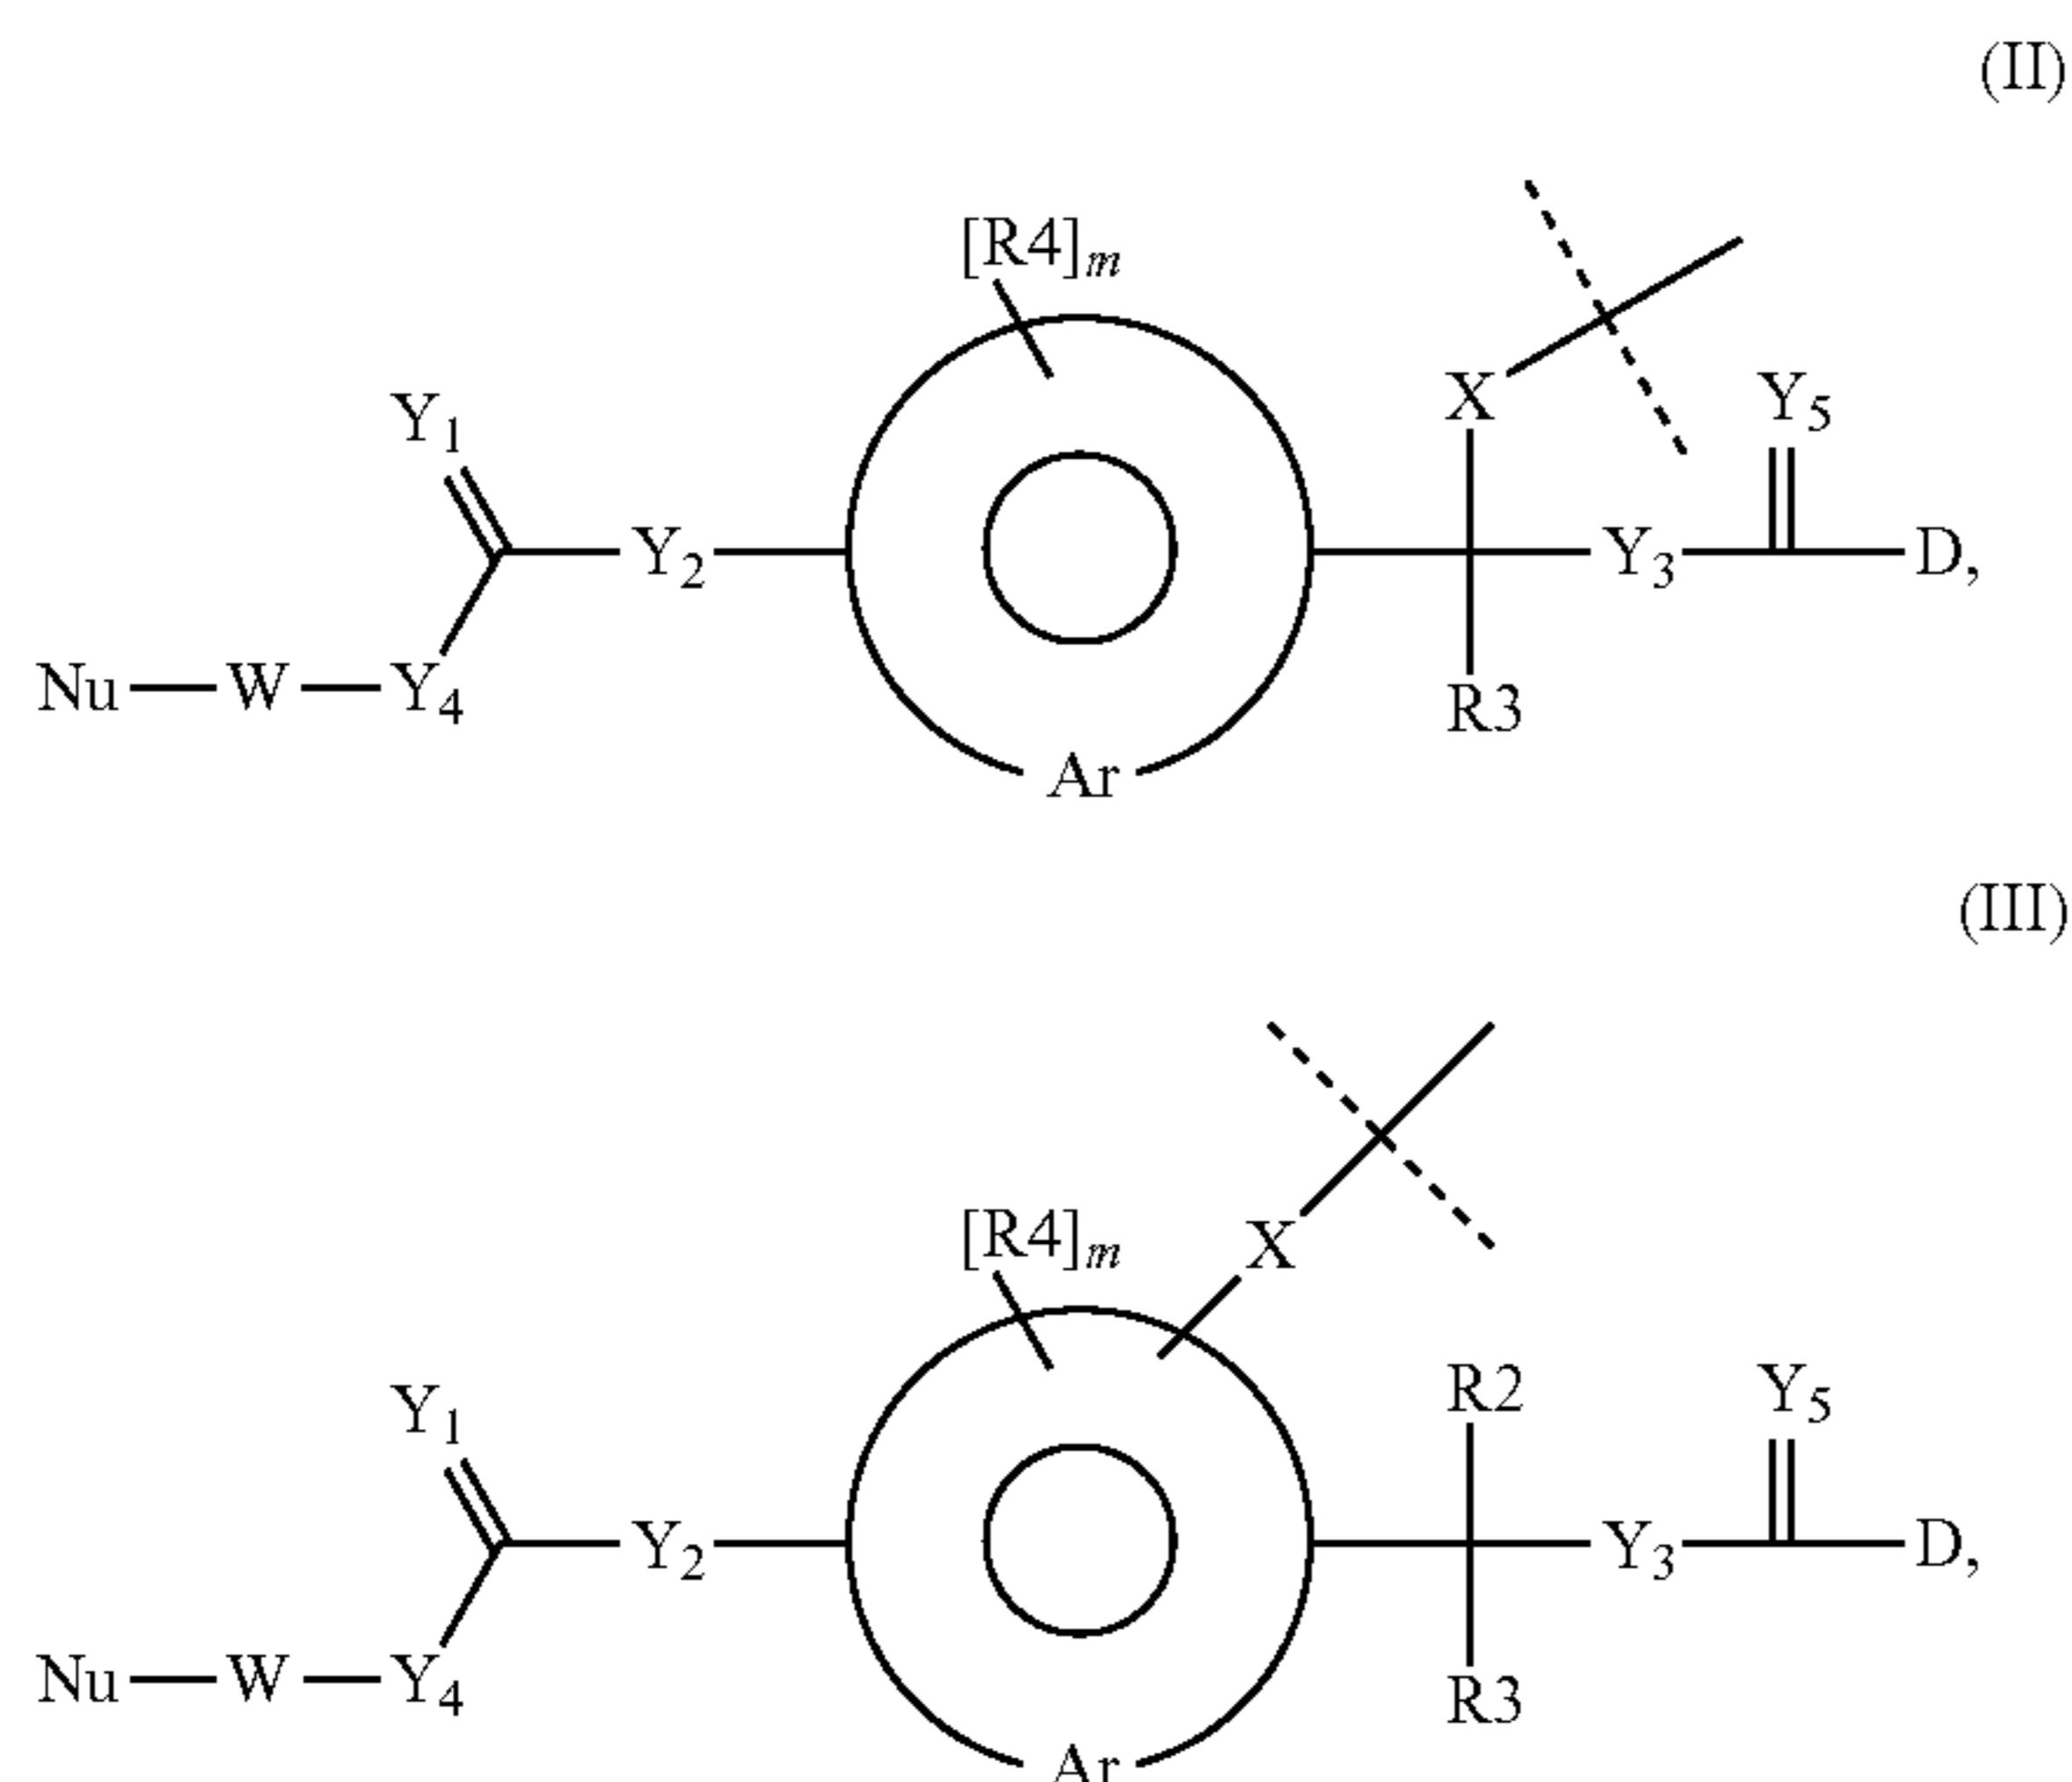 (II)
[R4]m
Y1 X Y5
Y2 Y3 D,
Nu W Y4 R3
Ar
(III)
[R4]m X
Y1 R2 Y5
Y2 Y3 D,
Nu W Y4 R3
Ar